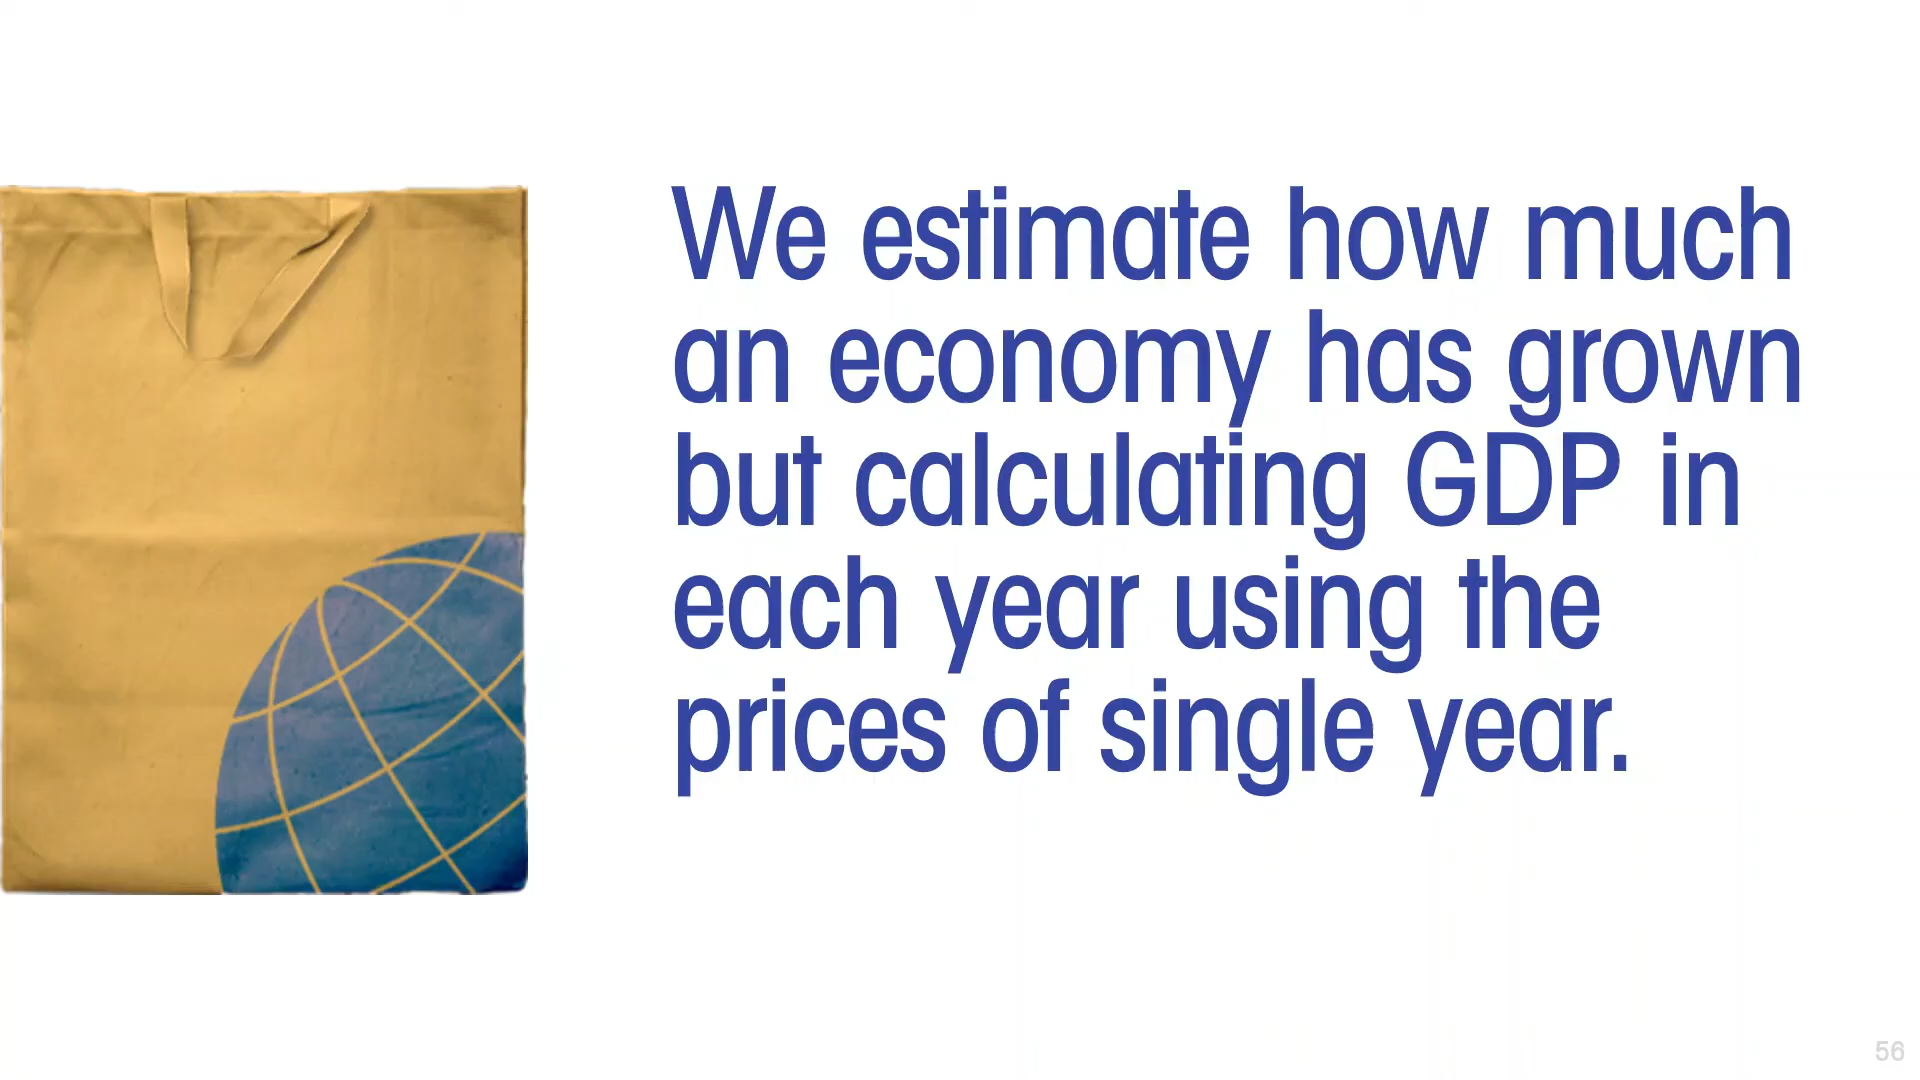 We estimate how much
an economy has grown
but calculating GDP in
each year using the
prices of single year.
56